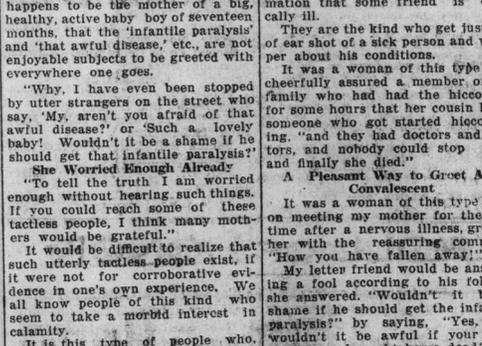 happens to be the mother of a big,
healthy, active baby boy of seventeen
months, that the 'infantile paralysis'
and 'that awful disease,' etc., are not
enjoyable subjects to be greeted with
everywhere one goes.
"Why, I have even been stopped
by utter strangers on the street who
say, 'My, aren't you afraid of that
awful disease?' or 'Such a lovely
baby! Wouldn't it be a shame if he
should get that infantile paralysis?'
She Worried Enough Already
"To tell the truth I am worried
enough without hearing such things.
If you could reach some of these
tactless people, I think many moth-
ers would be grateful."
It would be difficult to realize that
such utterly tactless people exist, if
it were not for corroborative evi-
dence in one's own experience. We
all know people of this kind who
seem to take a morbid interest in
calamity.
It is this type of people who,
mation that some friend is
cally ill.
They are the kind who get jus
of ear shot of a sick person and
per about his conditions.
It was a woman of this type
cheerfully assured a member o
family who had had the hicco
for some hours that her cousin
someone who got started hicco
ing. "and they had doctors and
tors, and nobody could stop
and finally she died."
A Pleasant Way to Greet A
Convalescent
It was a woman of this type
on meeting my mother for the
time after a nervous illness, gr
her with the reassuring com
"How you have fallen away!"
My letter friend would be an
ing a fool according to his fol
she answered. "Wouldn't it
shame if he should get the infa
paralysis?" by saying, "Yes,
wouldn't it be awful if your